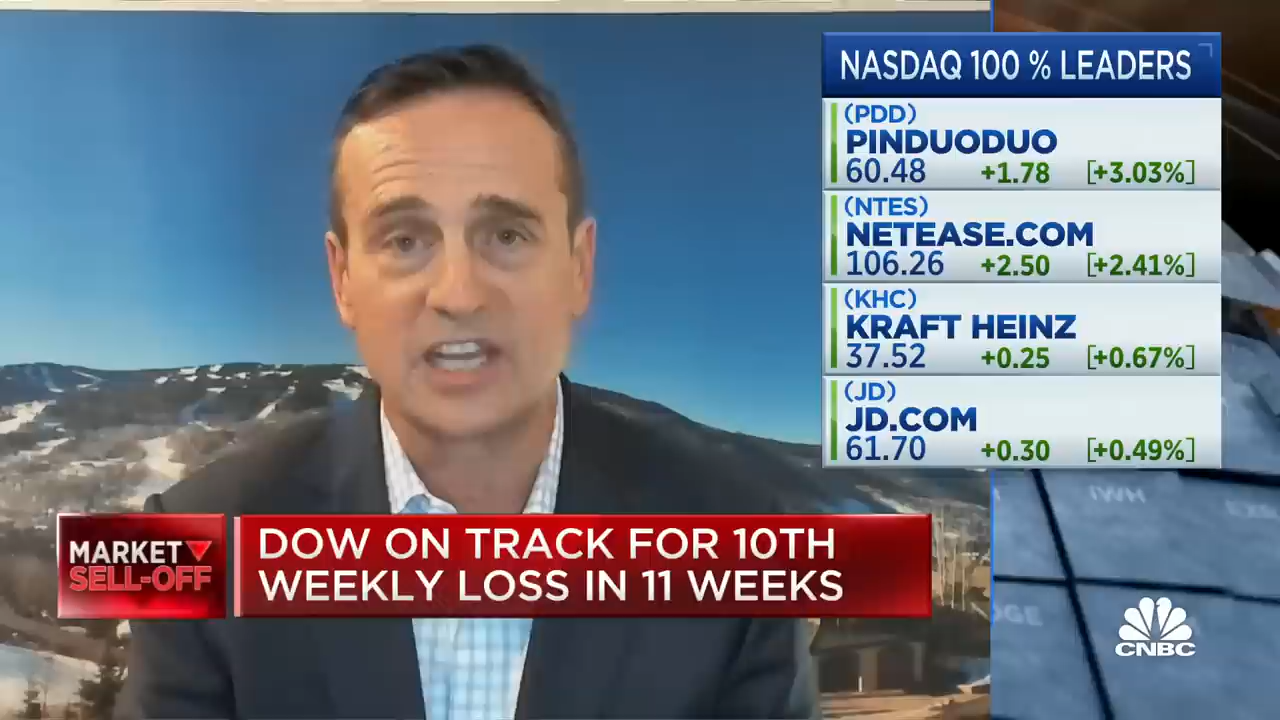 NASDAQ 100 % LEADERS
(PDD)
PINDUODUO
60.48 +1.78 [+3.03%]
(NTES)
NETEASE.COM
106.26 +2.50 [+2.41%]
(KHC)
KRAFT HEINZ
37.52 +0.25 [+0.67%]
(JD)
JD.COM
61.70 +0.30 [+0.49%]
MARKET
SELL-OFF
DOW ON TRACK FOR 10TH
WEEKLY LOSS IN 11 WEEKS
CNBC